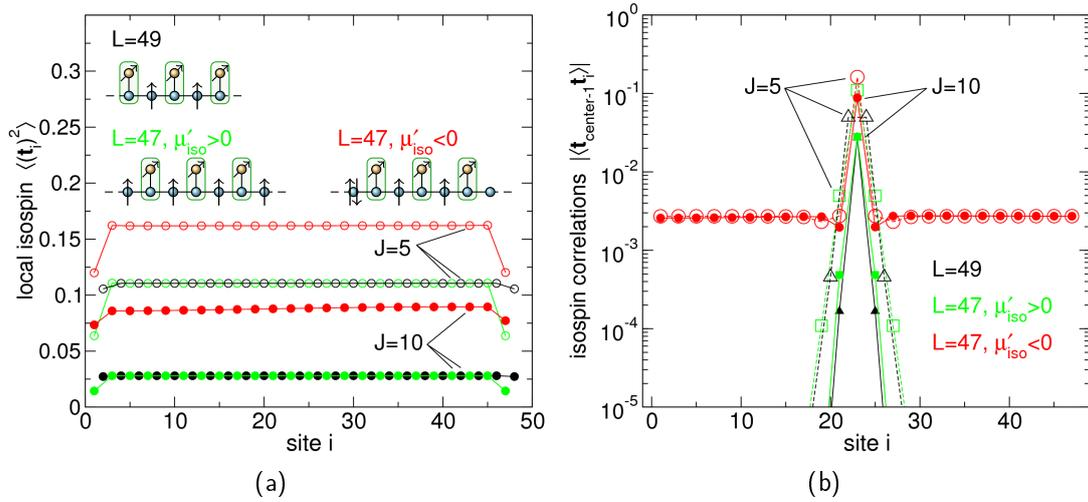 L=49
L=47, μ′iso>0
L=47, μ′iso<0
J=5
J=10
local isospin ⟨(t_i)²⟩
0
0.05
0.1
0.15
0.2
0.25
0.3
0 10 20 30 40 50
site i
(a)
isospin correlations |⟨t_center-1 t_i⟩|
10⁰
10⁻¹
10⁻²
10⁻³
10⁻⁴
10⁻⁵
J=5
J=10
L=49
L=47, μ′iso>0
L=47, μ′iso<0
0 10 20 30 40
site i
(b)